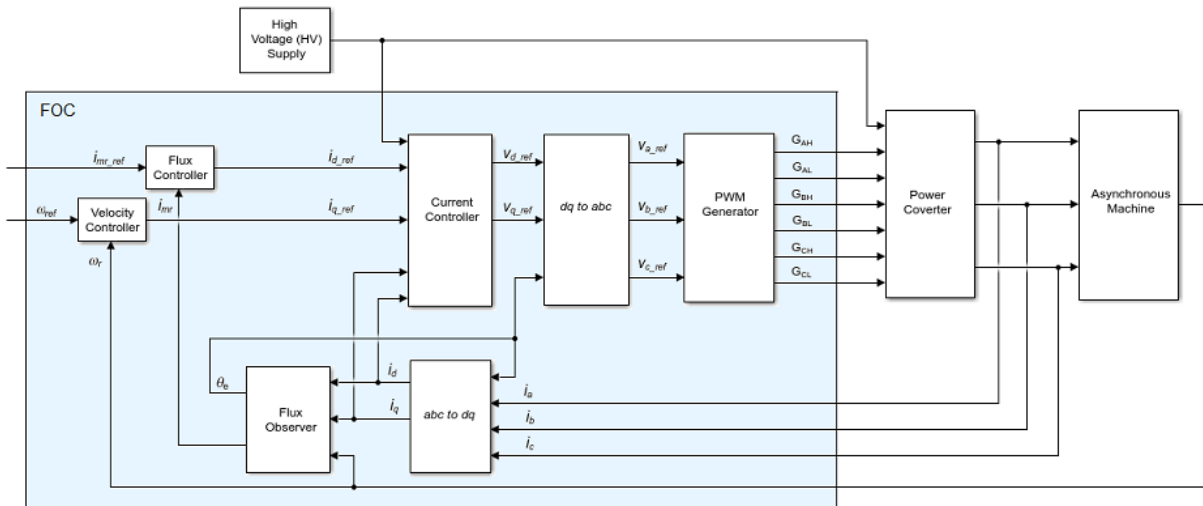 High
Voltage (HV)
Supply
FOC
i_mr_ref
Flux
Controller
i_d_ref
ω_ref
Velocity
Controller
i_mr
i_q_ref
ω_r
Current
Controller
v_d_ref
v_q_ref
dq to abc
v_a_ref
v_b_ref
v_c_ref
PWM
Generator
G_AH
G_AL
G_BH
G_BL
G_CH
G_CL
Power
Coverter
Asynchronous
Machine
θ_e
Flux
Observer
i_d
i_q
abc to dq
i_a
i_b
i_c